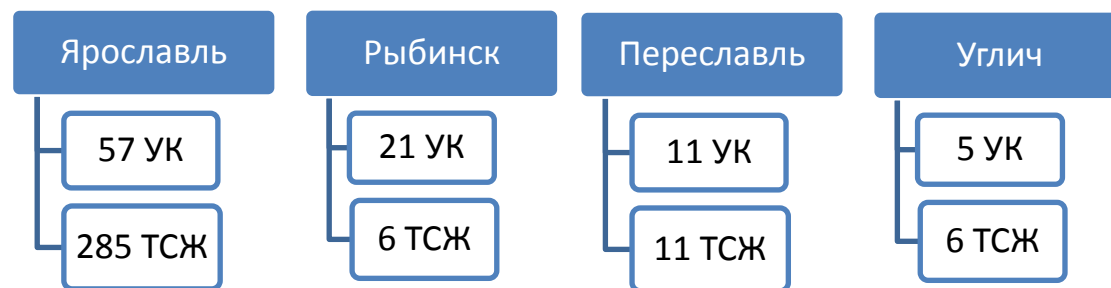 Ярославль
57 УК
285 ТСЖ
Рыбинск
21 УК
6 ТСЖ
Переславль
11 УК
11 ТСЖ
Углич
5 УК
6 ТСЖ